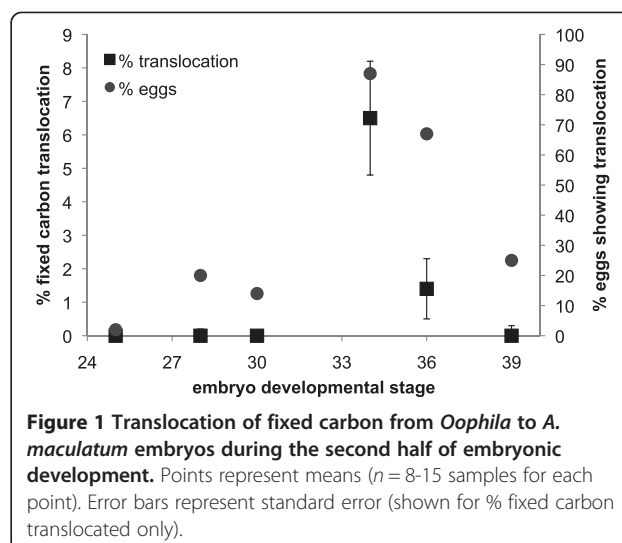 9
8
7
6
5
4
3
2
1
0
% fixed carbon translocation
% translocation
% eggs
100
90
80
70
60
50
40
30
20
10
0
% eggs showing translocation
24 27 30 33 36 39
embryo developmental stage
Figure 1 Translocation of fixed carbon from Oophila to A.
maculatum embryos during the second half of embryonic
development. Points represent means (n = 8-15 samples for each
point). Error bars represent standard error (shown for % fixed carbon
translocated only).